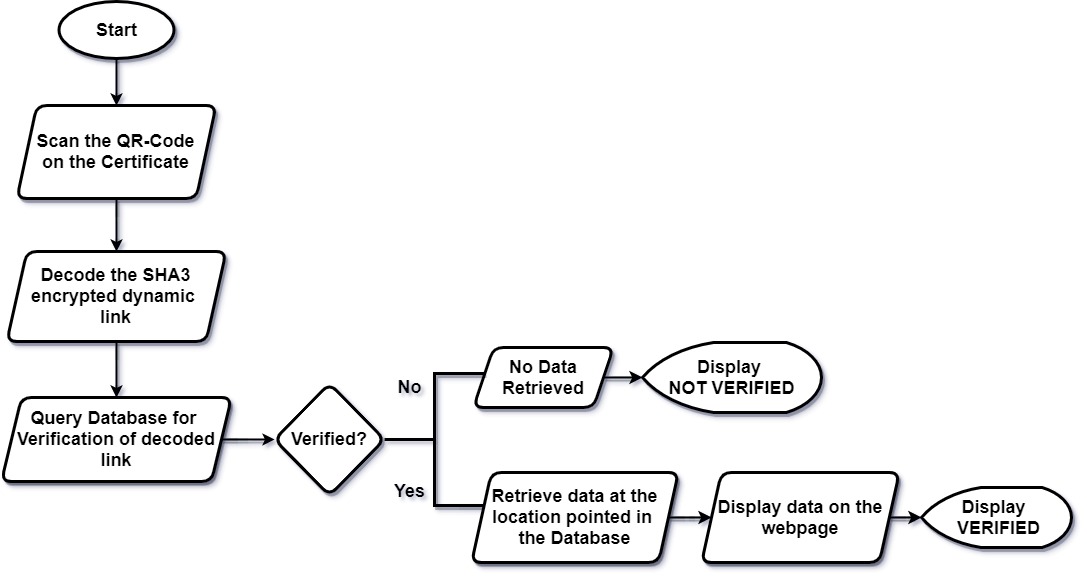 Start
Scan the QR-Code
on the Certificate
Decode the SHA3
encrypted dynamic
link
Query Database for
Verification of decoded
link
Verified?
No
No Data
Retrieved
Display
NOT VERIFIED
Yes
Retrieve data at the
location pointed in
the Database
Display data on the
webpage
Display
VERIFIED